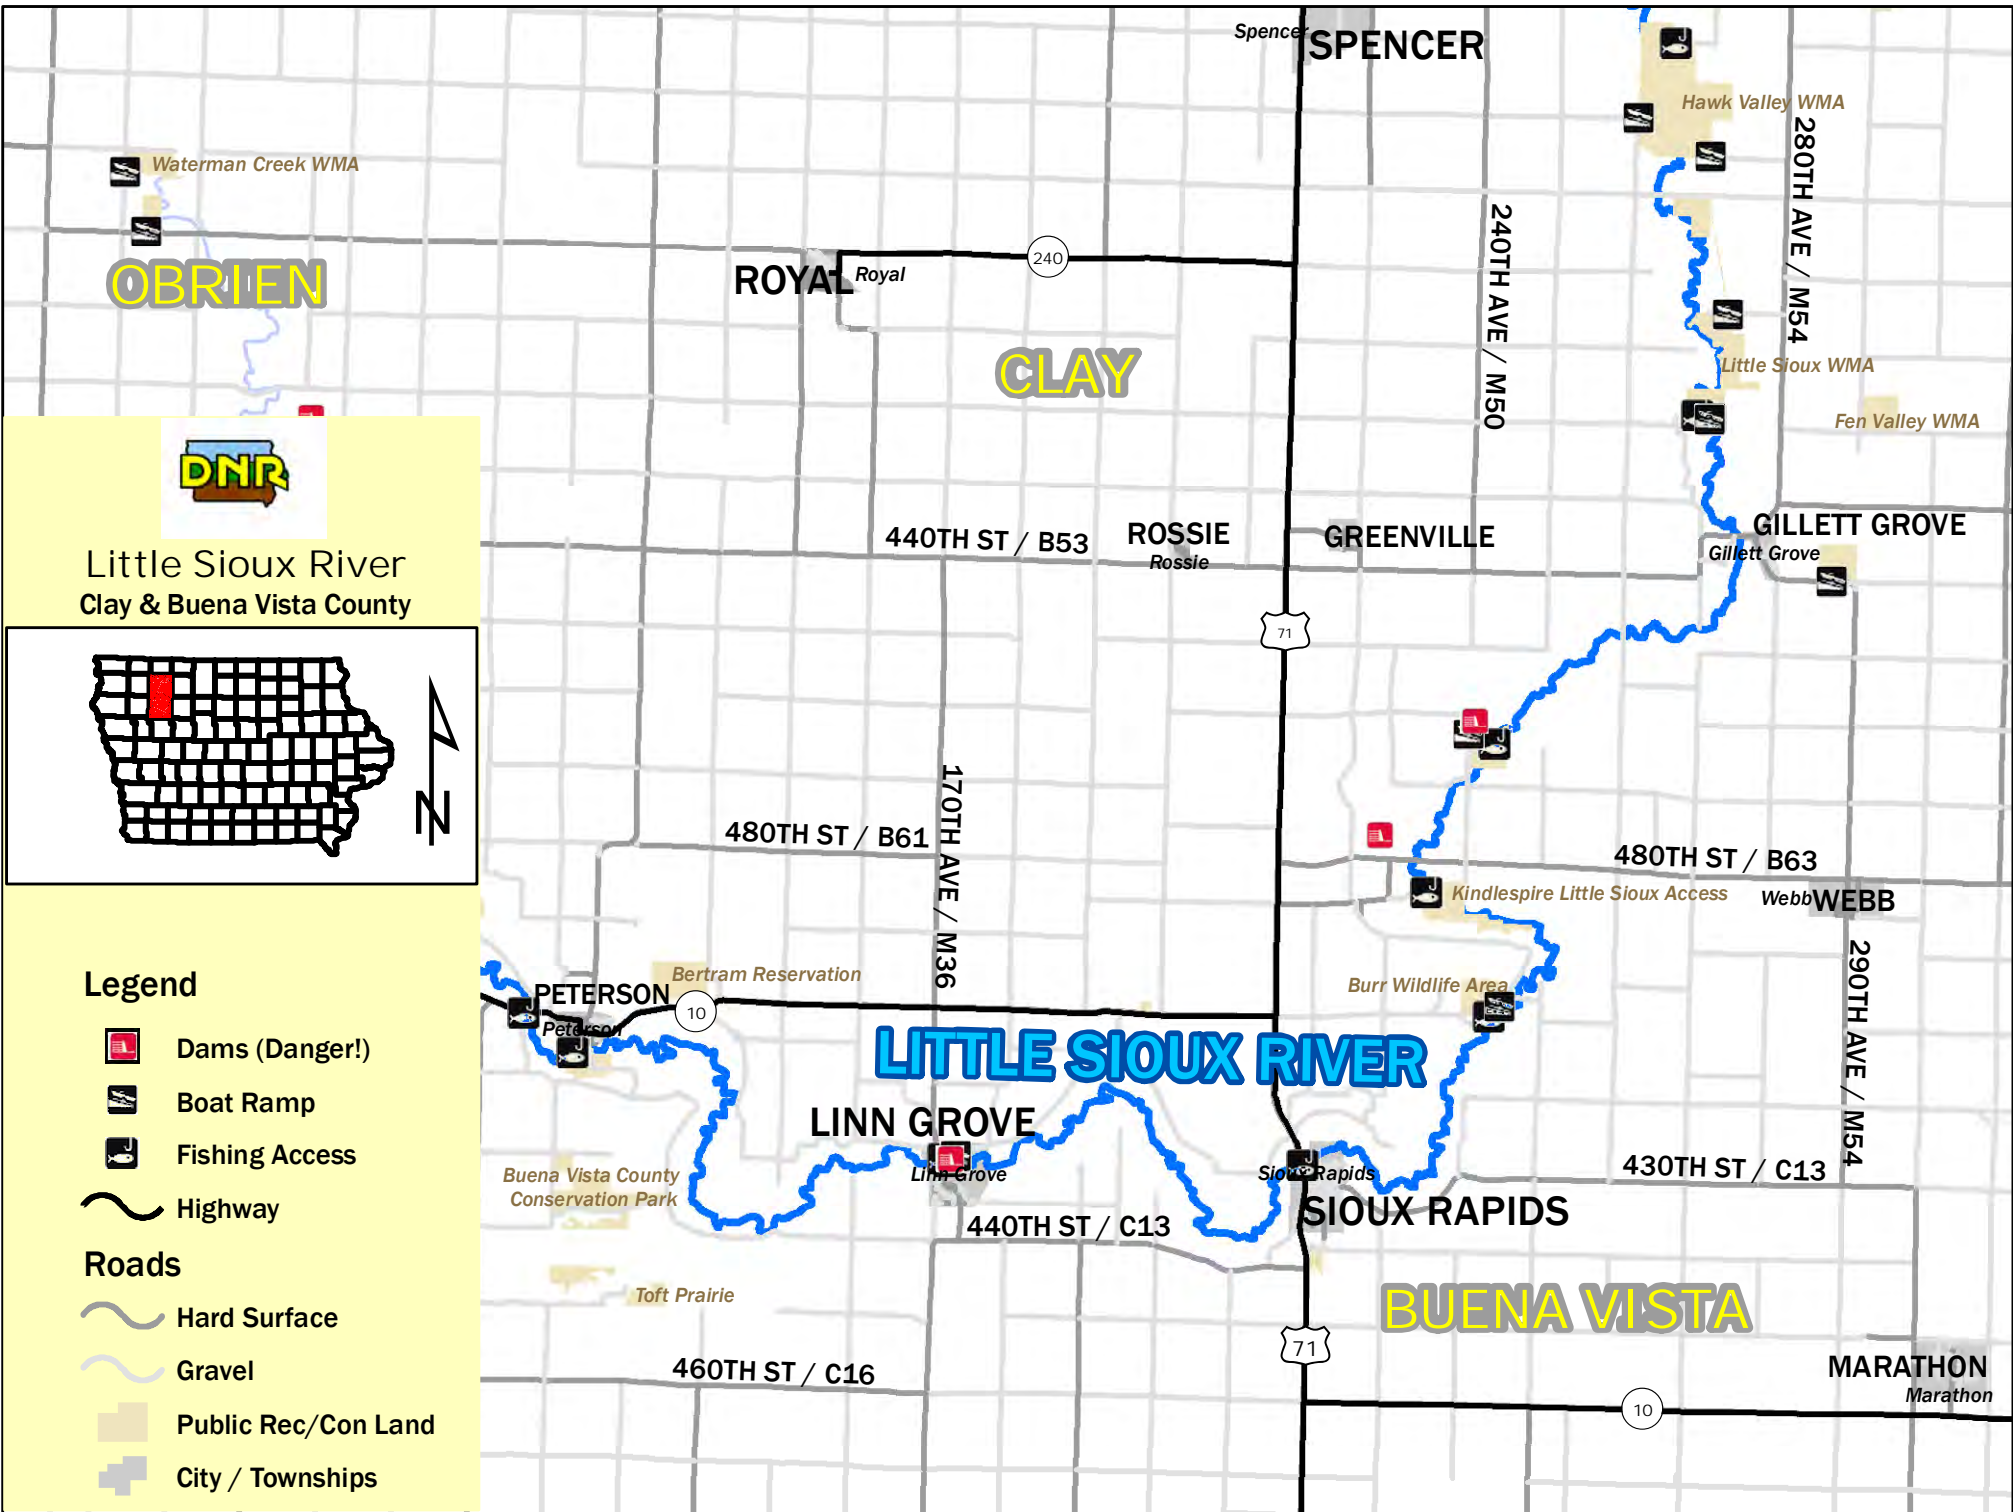 Spencer
SPENCER
Hawk Valley WMA
280TH AVE / M54
Waterman Creek WMA
240TH AVE / M50
OBRIEN
ROYAL
Royal
240
CLAY
Little Sioux WMA
Fen Valley WMA
DNR
Little Sioux River
Clay & Buena Vista County
N
440TH ST / B53
ROSSIE
Rossie
GREENVILLE
GILLETT GROVE
Gillett Grove
71
170TH AVE / M36
480TH ST / B61
480TH ST / B63
Kindlespire Little Sioux Access
Webb
WEBB
290TH AVE / M54
Bertram Reservation
Burr Wildlife Area
PETERSON
Peterson
10
LITTLE SIOUX RIVER
LINN GROVE
Linn Grove
Buena Vista County
Conservation Park
Sioux Rapids
SIOUX RAPIDS
430TH ST / C13
440TH ST / C13
Toft Prairie
BUENA VISTA
71
460TH ST / C16
MARATHON
Marathon
10
Legend
Dams (Danger!)
Boat Ramp
Fishing Access
Highway
Roads
Hard Surface
Gravel
Public Rec/Con Land
City / Townships